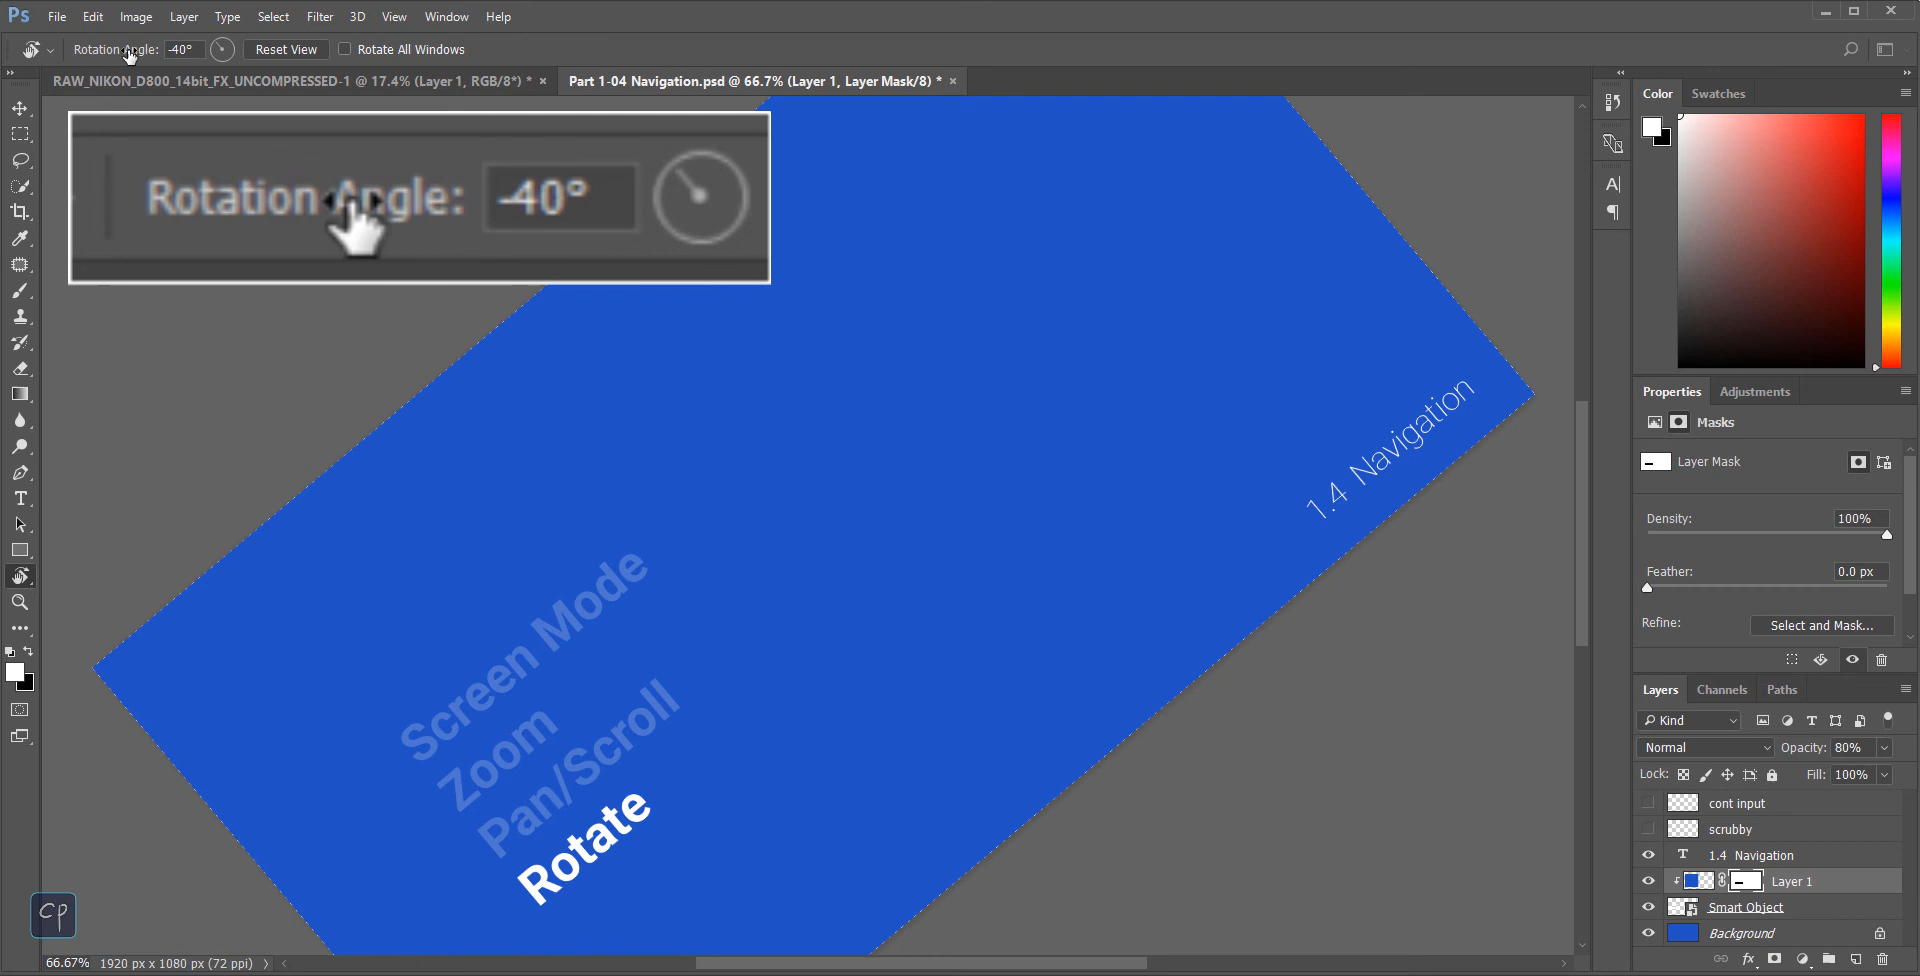 Ps File Edit Image Layer Type Select Filter 3D View Window Help
Rotation Angle: -40° Reset View Rotate All Windows
RAW_NIKON_D800_14bit_FX_UNCOMPRESSED-1 @ 17.4% (Layer 1, RGB/8*) * × Part 1-04 Navigation.psd @ 66.7% (Layer 1, Layer Mask/8) * ×
Rotation Angle: -40°
1.4 Navigation
Screen Mode
Zoom
Pan/Scroll
Rotate
cp
66.67% 1920 px x 1080 px (72 ppi)
Color Swatches
Properties Adjustments
Masks
Layer Mask
Density: 100%
Feather: 0.0 px
Refine: Select and Mask...
Layers Channels Paths
Kind
Normal Opacity: 80%
Lock: Fill: 100%
cont input
scrubby
1.4 Navigation
Layer 1
Smart Object
Background
fx